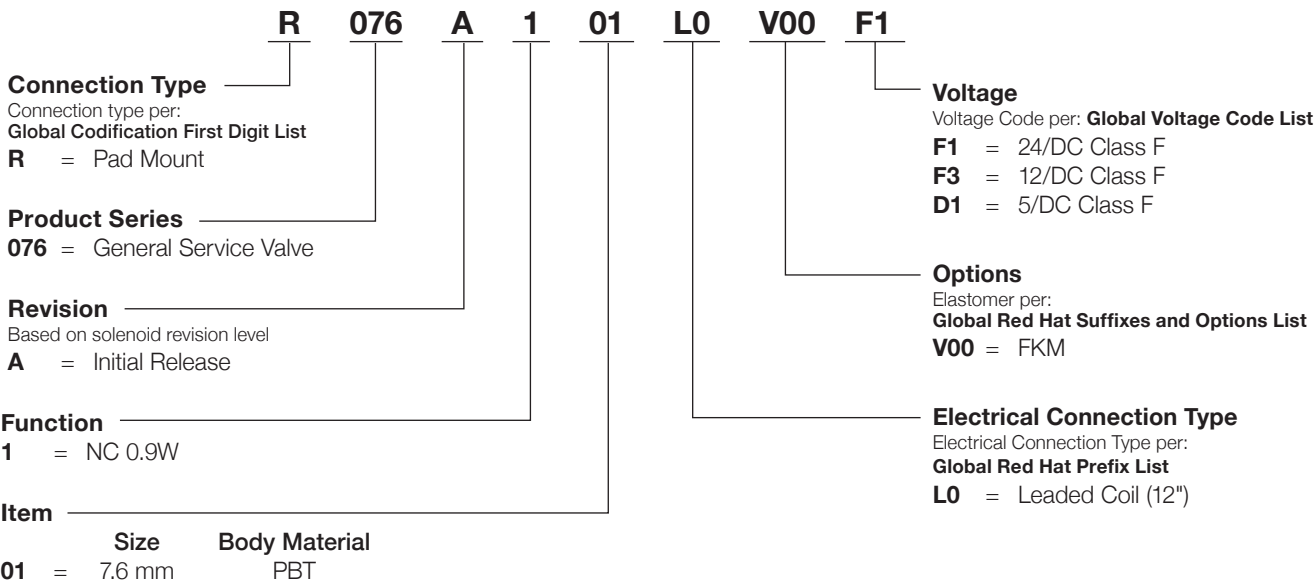 R 076 A 1 01 L0 V00 F1
Connection Type
Connection type per:
Global Codification First Digit List
R = Pad Mount
Product Series
076 = General Service Valve
Revision
Based on solenoid revision level
A = Initial Release
Function
1 = NC 0.9W
Item
Size Body Material
01 = 7.6 mm PBT
Voltage
Voltage Code per: Global Voltage Code List
F1 = 24/DC Class F
F3 = 12/DC Class F
D1 = 5/DC Class F
Options
Elastomer per:
Global Red Hat Suffixes and Options List
V00 = FKM
Electrical Connection Type
Electrical Connection Type per:
Global Red Hat Prefix List
L0 = Leaded Coil (12")